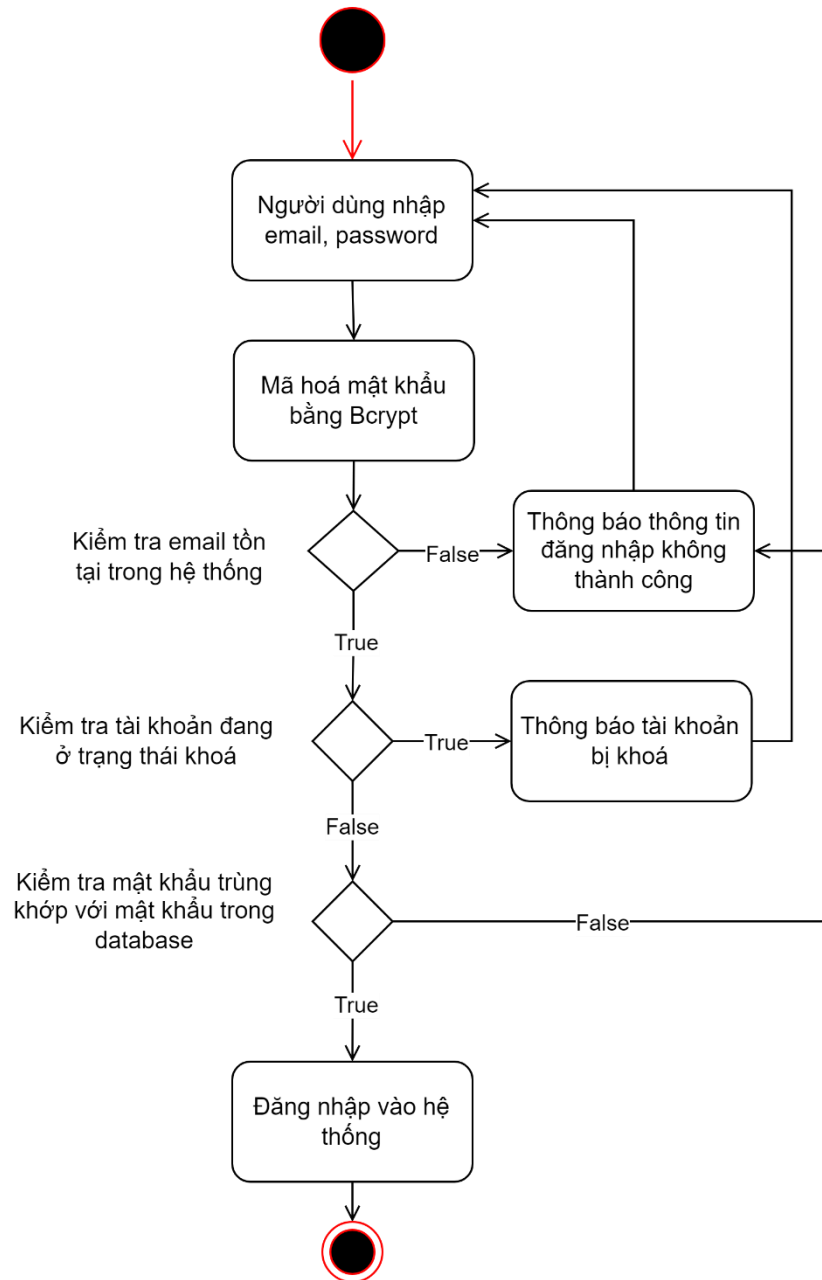 Người dùng nhập
email, password
Mã hoá mật khẩu
bằng Bcrypt
Kiểm tra email tồn
tại trong hệ thống
False
Thông báo thông tin
đăng nhập không
thành công
True
Kiểm tra tài khoản đang
ở trạng thái khoá
True
Thông báo tài khoản
bị khoá
False
Kiểm tra mật khẩu trùng
khớp với mật khẩu trong
database
False
True
Đăng nhập vào hệ
thống